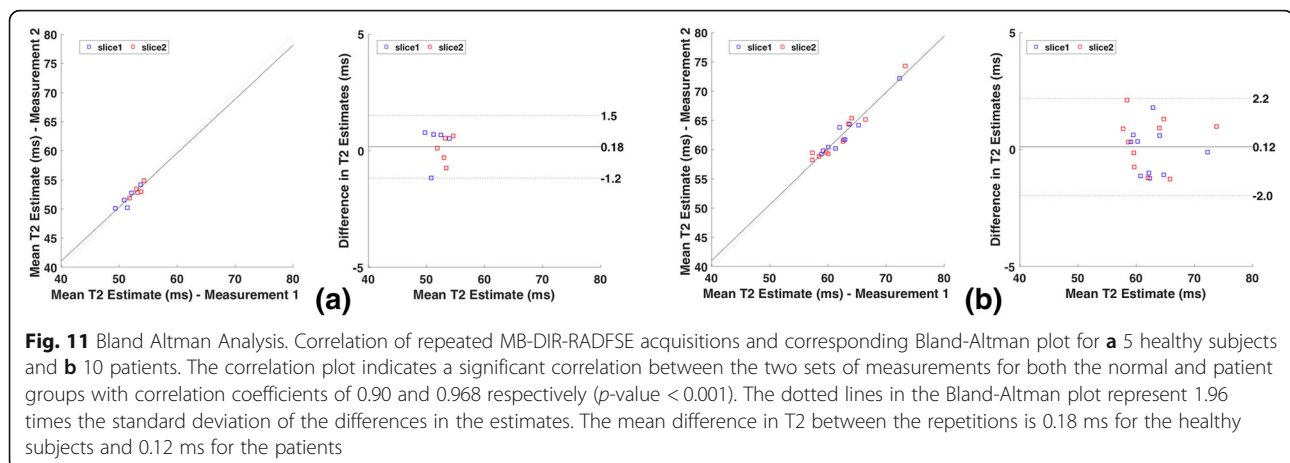 80
75
70
65
60
55
50
45
40
Mean T2 Estimate (ms) - Measurement 2
slice1 slice2
40 50 60 70 80
Mean T2 Estimate (ms) - Measurement 1
5
0
-5
Difference in T2 Estimates (ms)
slice1 slice2
1.5
0.18
-1.2
40 50 60 70 80
Mean T2 Estimate (ms)
(a)
80
75
70
65
60
55
50
45
40
Mean T2 Estimate (ms) - Measurement 2
slice1 slice2
40 50 60 70 80
Mean T2 Estimate (ms) - Measurement 1
5
0
-5
Difference in T2 Estimates (ms)
slice1 slice2
2.2
0.12
-2.0
40 50 60 70 80
Mean T2 Estimate (ms)
(b)
Fig. 11 Bland Altman Analysis. Correlation of repeated MB-DIR-RADFSE acquisitions and corresponding Bland-Altman plot for a 5 healthy subjects
and b 10 patients. The correlation plot indicates a significant correlation between the two sets of measurements for both the normal and patient
groups with correlation coefficients of 0.90 and 0.968 respectively (p-value < 0.001). The dotted lines in the Bland-Altman plot represent 1.96
times the standard deviation of the differences in the estimates. The mean difference in T2 between the repetitions is 0.18 ms for the healthy
subjects and 0.12 ms for the patients